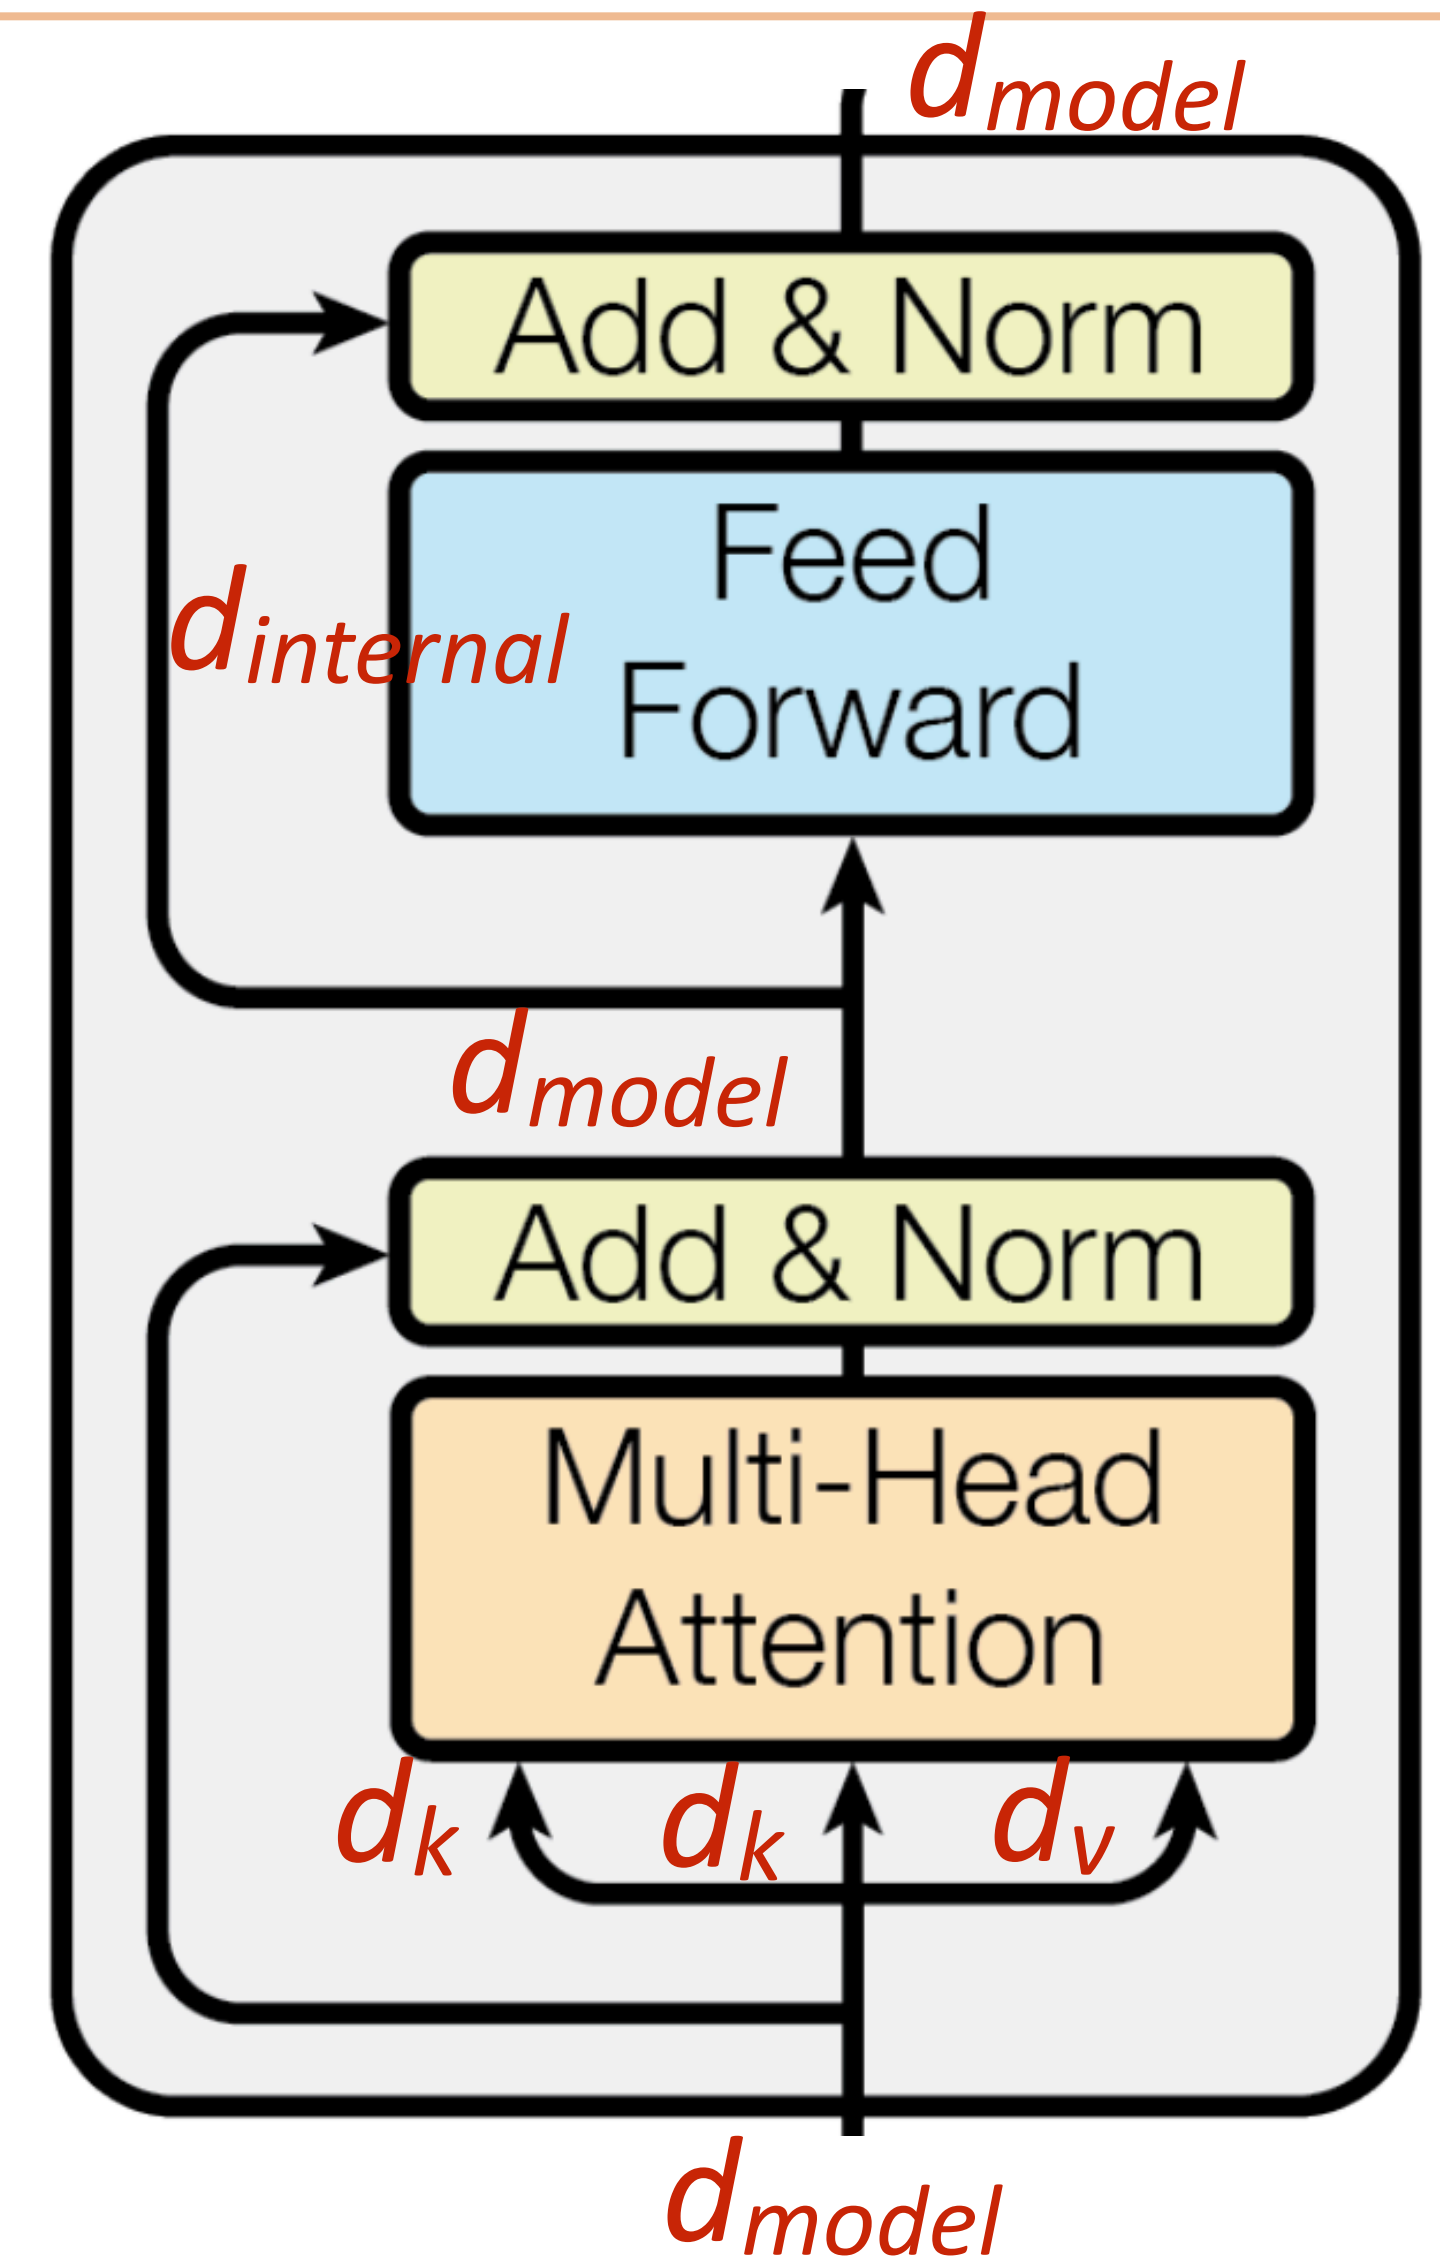 d_model
Add & Norm
Feed
d_internal
Forward
d_model
Add & Norm
Multi-Head
Attention
d_k d_k d_v
d_model